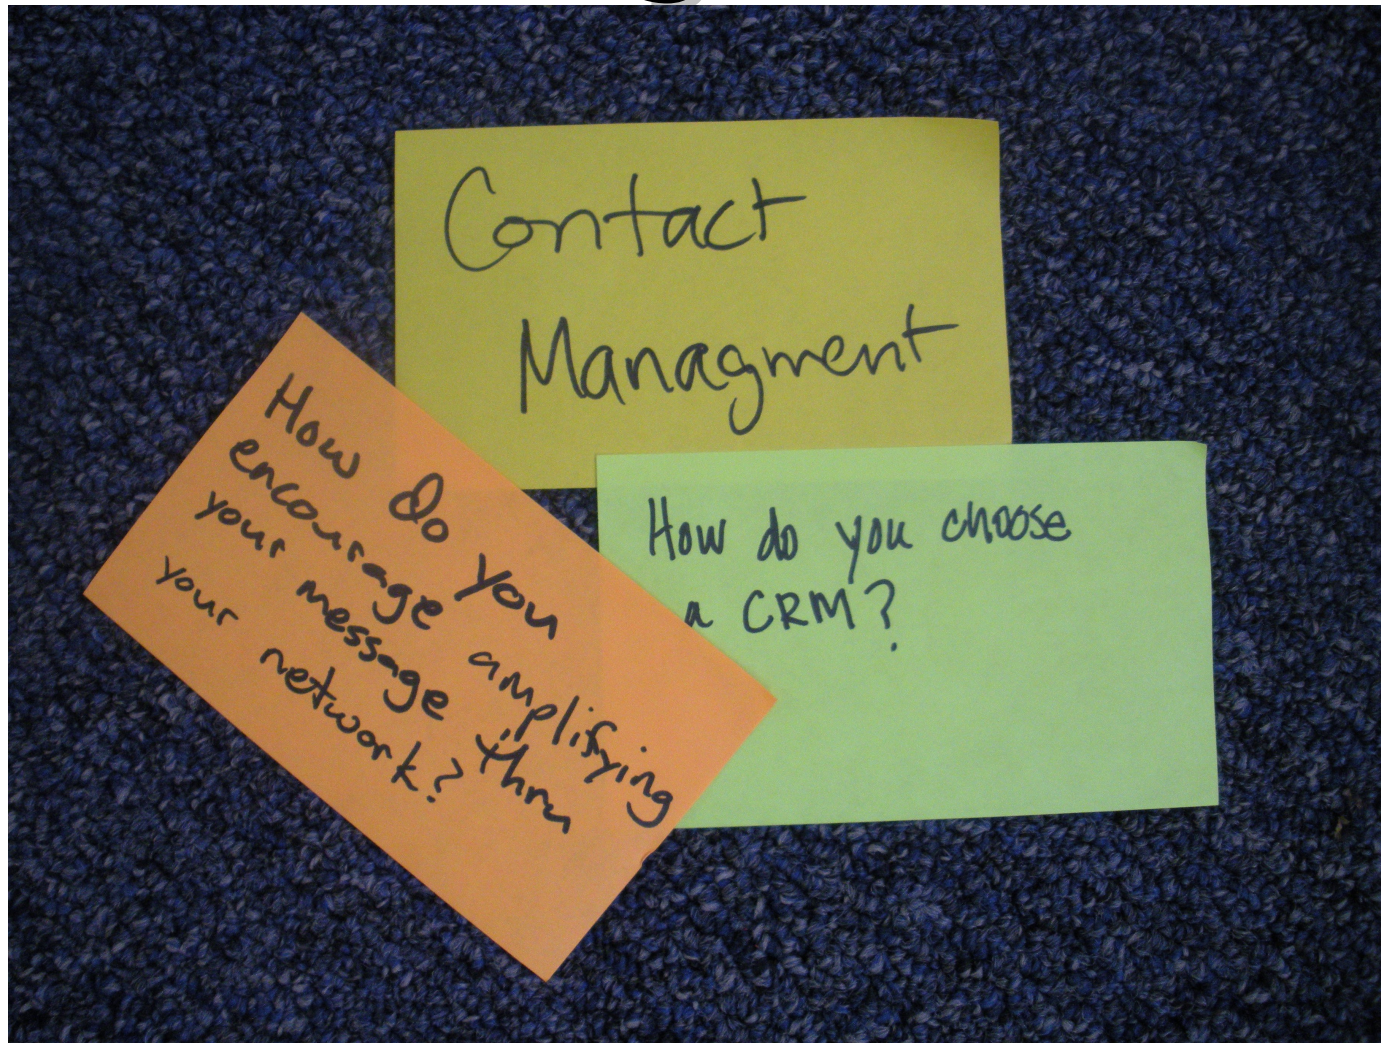 Contact
Managment
How do you
encourage amplifying
your message thru
your network?
How do you choose
a CRM?